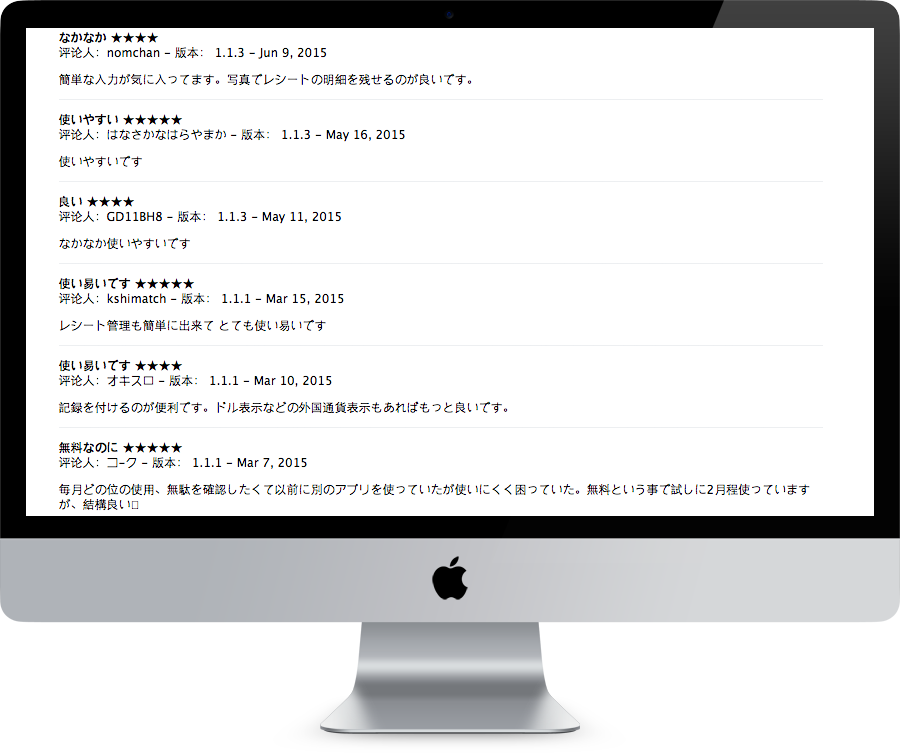 なかなか ★★★★
评论人：nomchan – 版本： 1.1.3 – Jun 9, 2015
簡単な入力が気に入ってます。写真でレシートの明細を残せるのが良いです。
使いやすい ★★★★★
评论人：はなさかなはらやまか – 版本： 1.1.3 – May 16, 2015
使いやすいです
良い ★★★★
评论人：GD11BH8 – 版本： 1.1.3 – May 11, 2015
なかなか使いやすいです
使い易いです ★★★★★
评论人：kshimatch – 版本： 1.1.1 – Mar 15, 2015
レシート管理も簡単に出来て とても使い易いです
使い易いです ★★★★
评论人：オキスロ – 版本： 1.1.1 – Mar 10, 2015
記録を付けるのが便利です。ドル表示などの外国通貨表示もあればもっと良いです。
無料なのに ★★★★★
评论人：コ–ク – 版本： 1.1.1 – Mar 7, 2015
毎月どの位の使用、無駄を確認したくて以前に別のアプリを使っていたが使いにくく困っていた。無料という事で試しに2月程使っています
が、結構良い